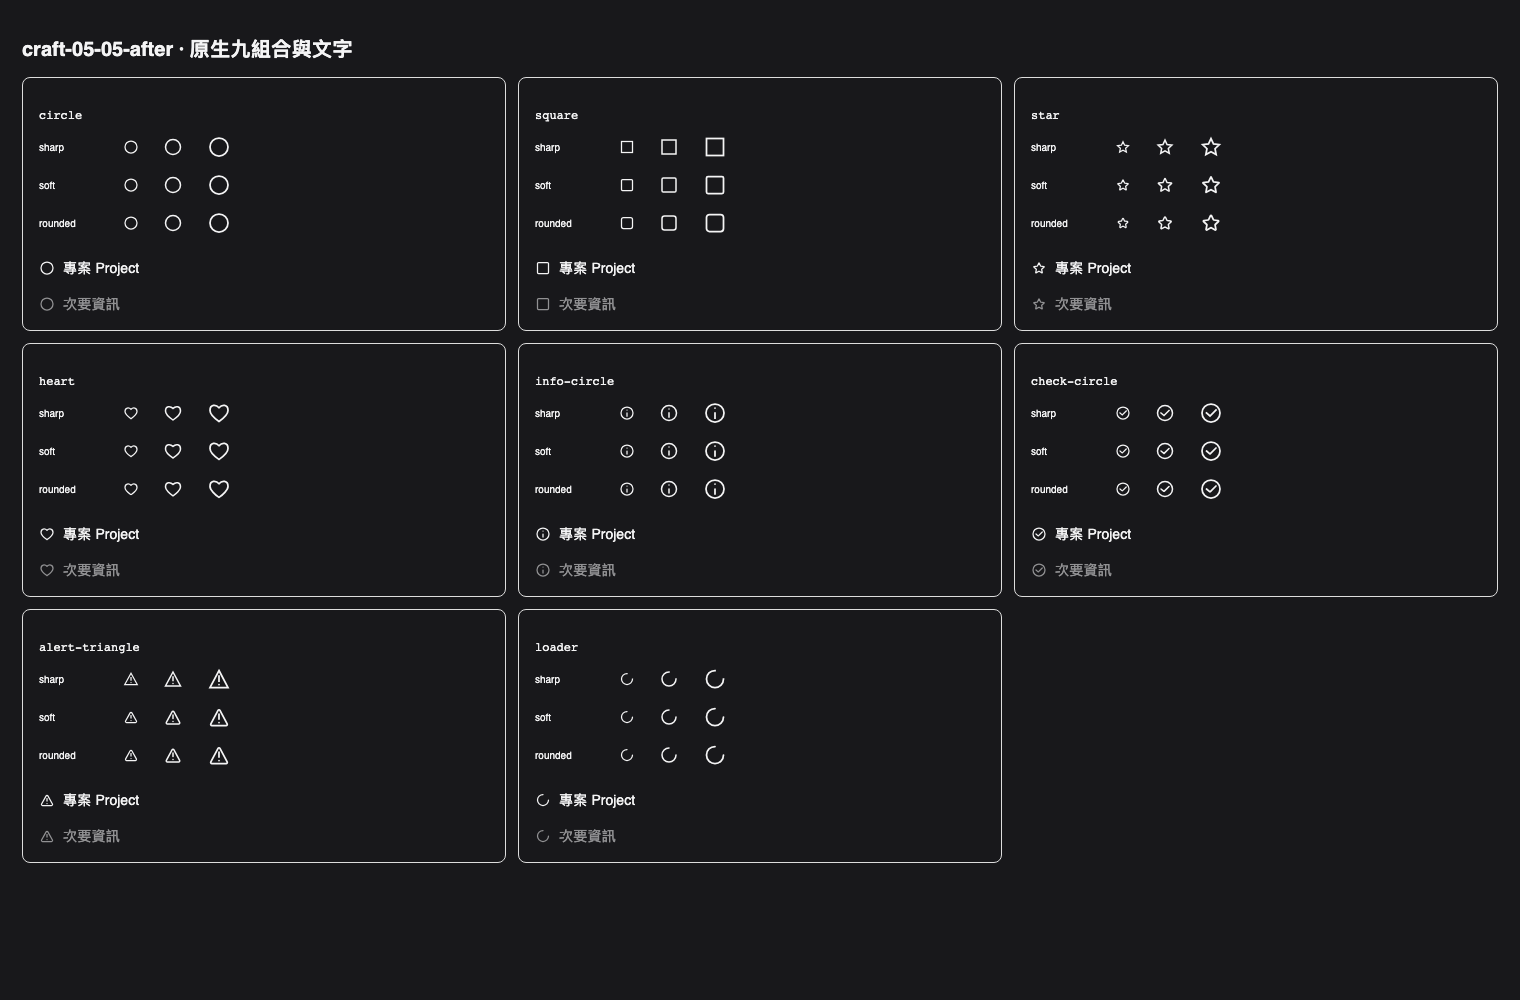 craft-05-05-after · 原生九組合與文字
circle
sharp
soft
rounded
專案 Project
次要資訊
square
sharp
soft
rounded
專案 Project
次要資訊
star
sharp
soft
rounded
專案 Project
次要資訊
heart
sharp
soft
rounded
專案 Project
次要資訊
info-circle
sharp
soft
rounded
專案 Project
次要資訊
check-circle
sharp
soft
rounded
專案 Project
次要資訊
alert-triangle
sharp
soft
rounded
專案 Project
次要資訊
loader
sharp
soft
rounded
專案 Project
次要資訊